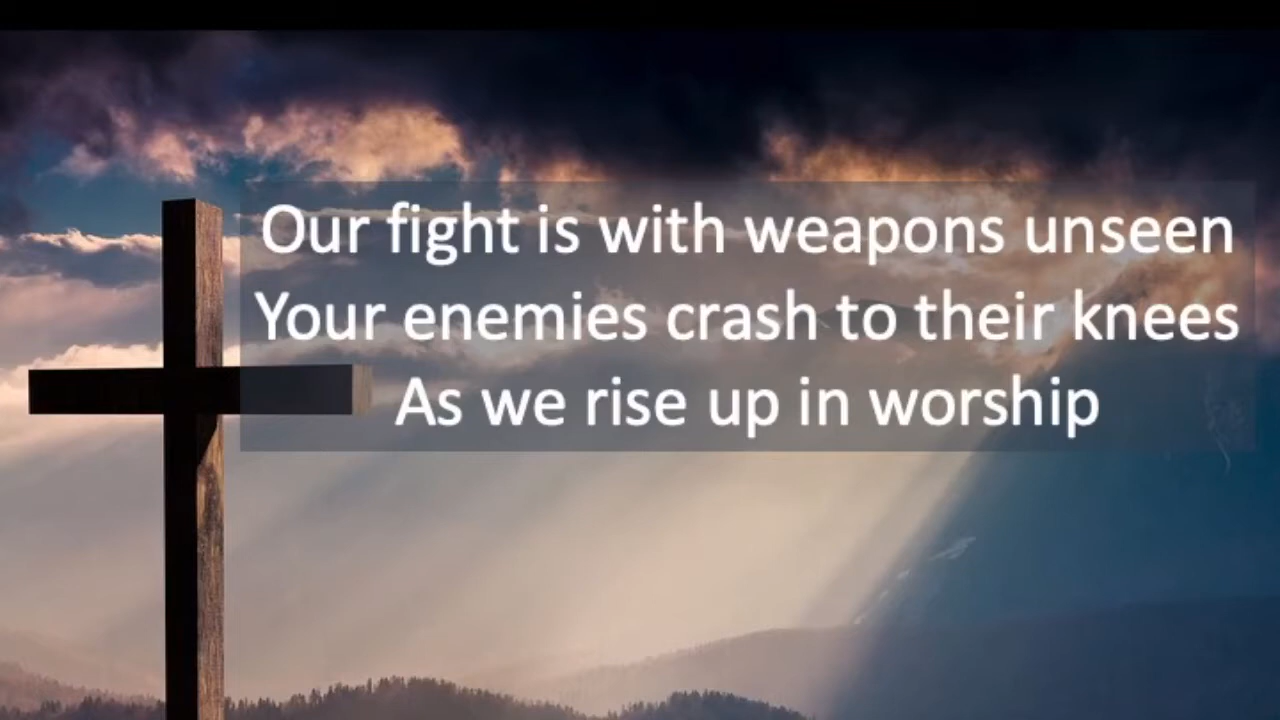 Our fight is with weapons unseen
Your enemies crash to their knees
As we rise up in worship